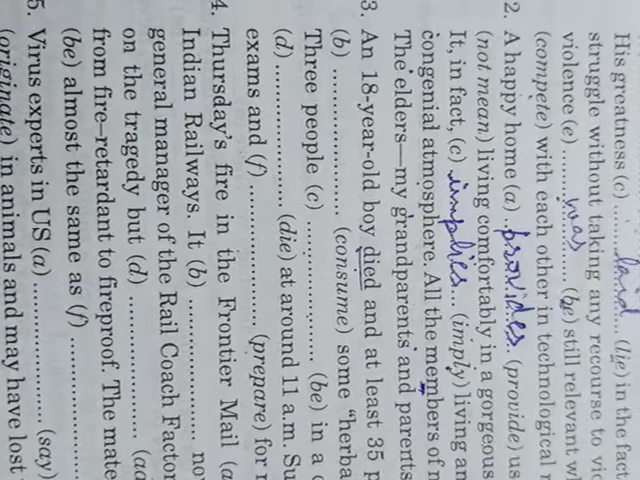 His greatness (c) ........ laid ... (lie) in the fact
struggle without taking any recourse to vio
violence (e) ........ was ........ (be) still relevant wh
(compete) with each other in technological
2. A happy home (a) .. provides. (provide) us
(not mean) living comfortably in a gorgeous
It, in fact, (c) implies... (imply) living an
congenial atmosphere. All the members of
The elders—my grandparents and parents
3. An 18-year-old boy died and at least 35 p
(b) ........................ (consume) some "herba
Three people (c) ........................ (be) in a
(d) ........................ (die) at around 11 a.m. Su
exams and (f) ........................ (prepare) for
4. Thursday's fire in the Frontier Mail (a
Indian Railways. It (b) ........................ no
general manager of the Rail Coach Factor
on the tragedy but (d) ........................ (ad
from fire-retardant to fireproof. The mate
(be) almost the same as (f) ........................
5. Virus experts in US (a) ........................ (say)
(originate) in animals and may have lost